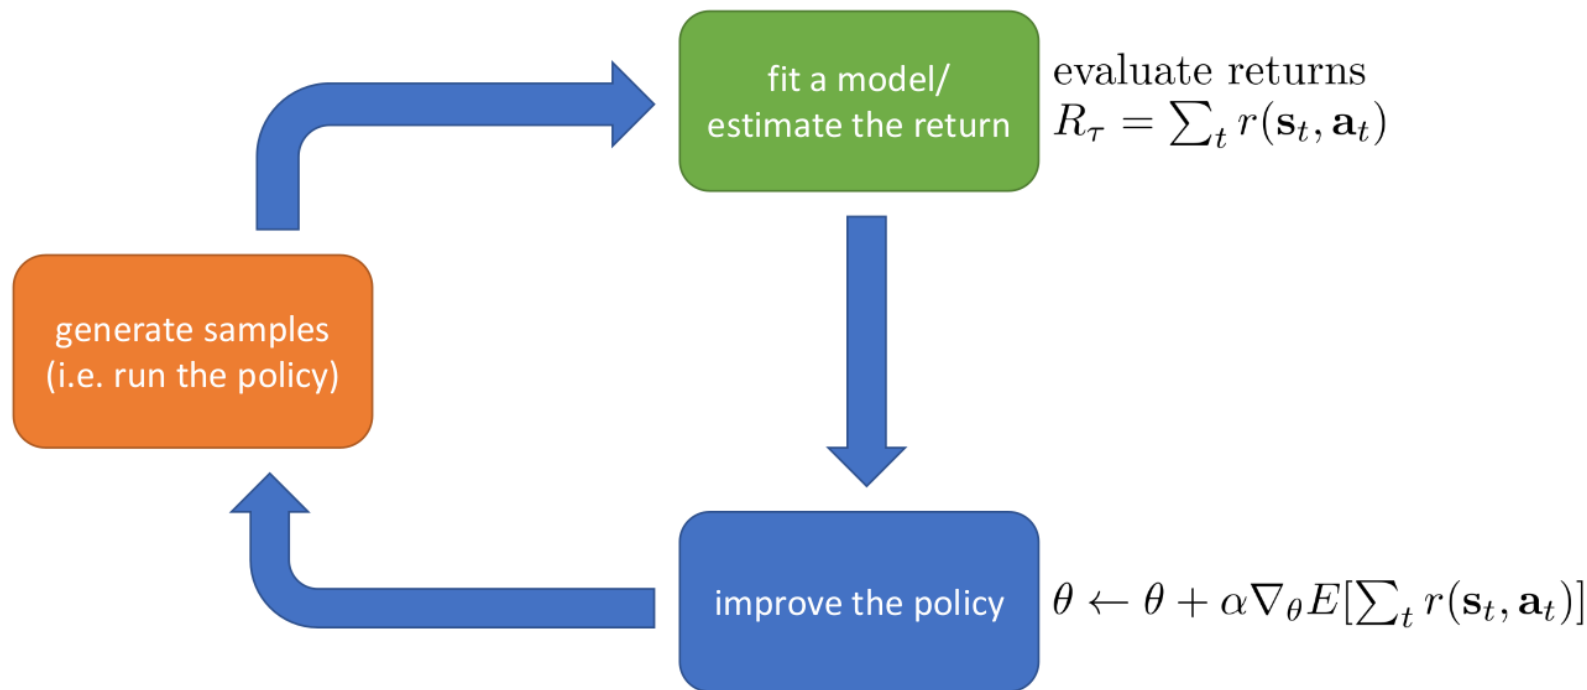 fit a model/
estimate the return
evaluate returns
R_τ = ∑_t r(𝐬_t, 𝐚_t)
generate samples
(i.e. run the policy)
improve the policy
θ ← θ + α∇_θ E[∑_t r(𝐬_t, 𝐚_t)]